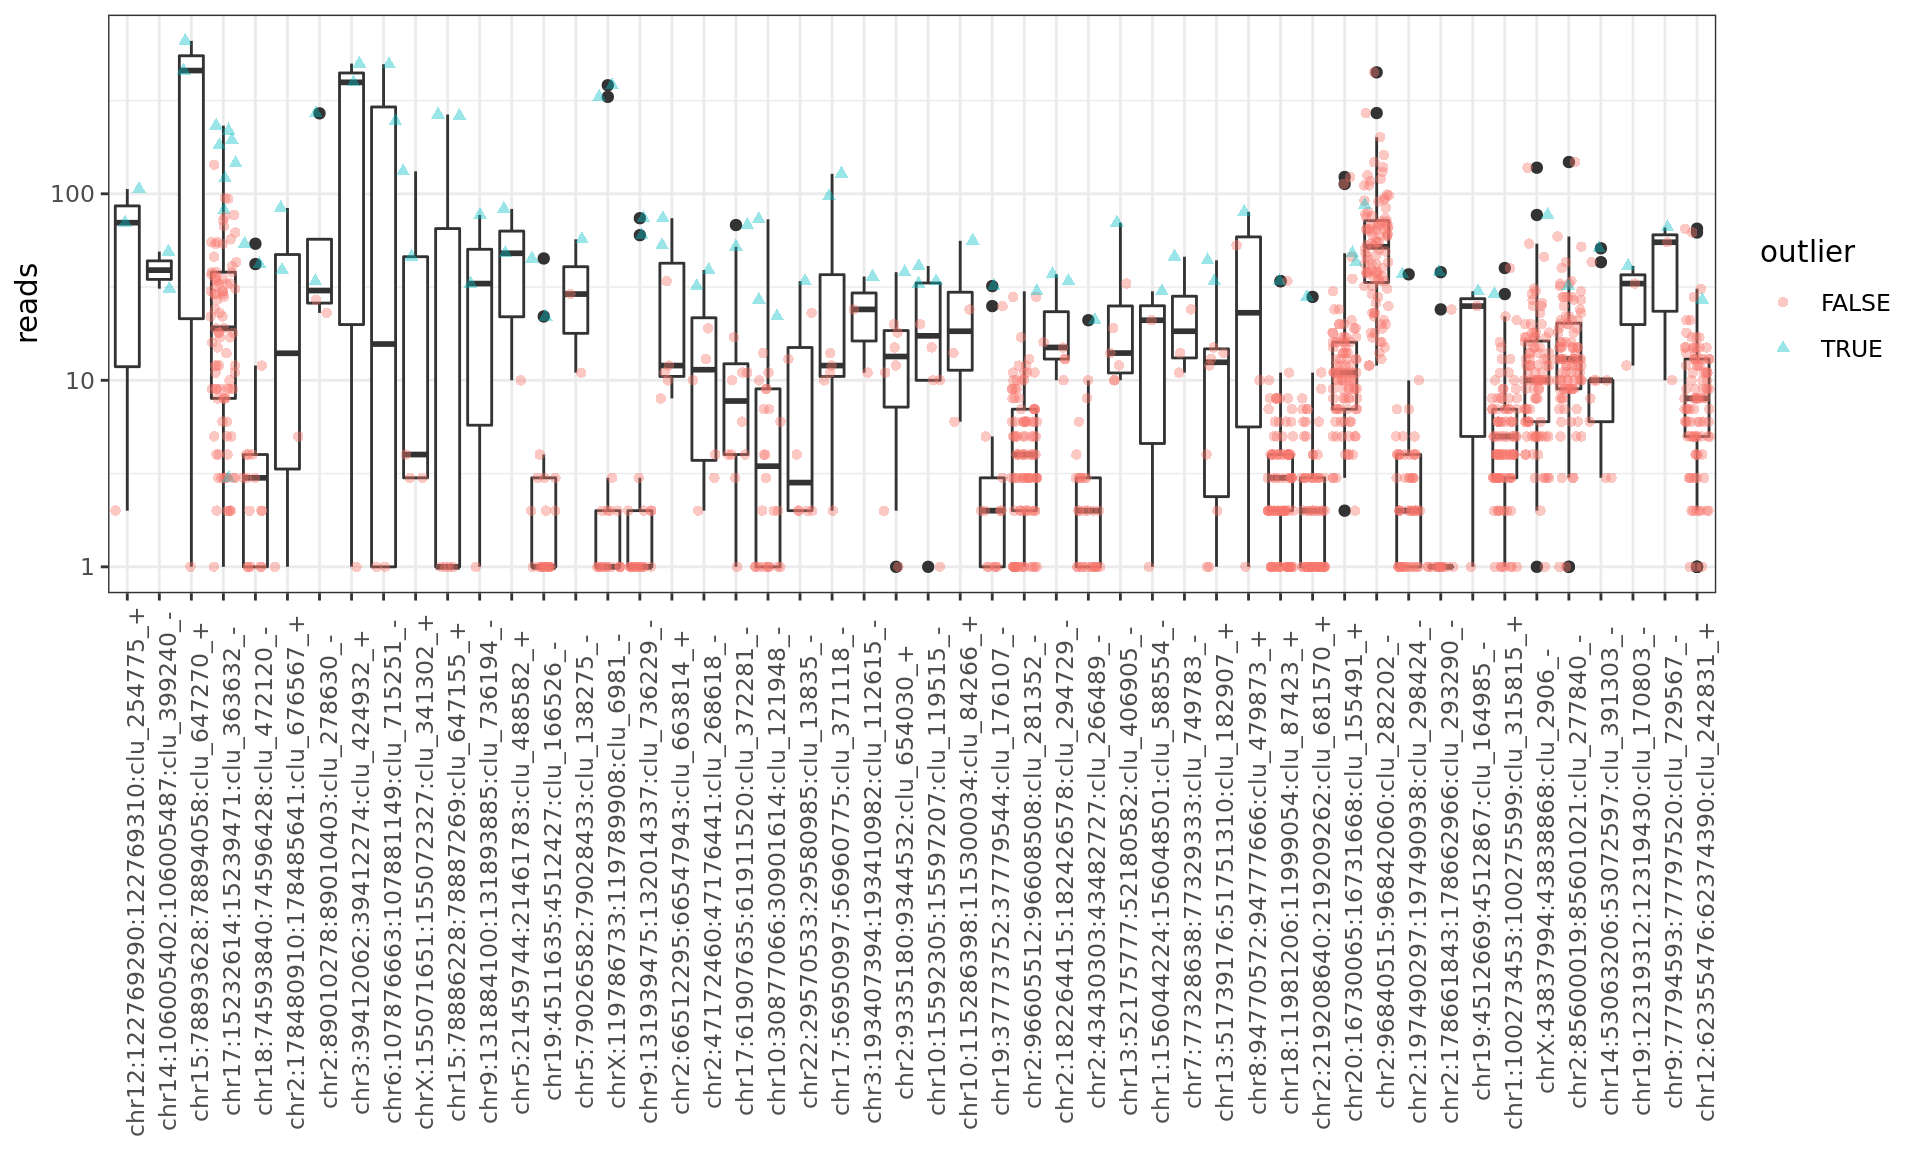 reads
100
10
1
chr12:122769290:122769310:clu_254775_+
chr14:106005402:106005487:clu_399240_-
chr15:78893628:78894058:clu_647270_+
chr17:15232614:15239471:clu_363632_-
chr18:74593840:74596428:clu_472120_-
chr2:178480910:178485641:clu_676567_+
chr2:89010278:89010403:clu_278630_-
chr3:39412062:39412274:clu_424932_+
chr6:107876663:107881149:clu_715251_-
chrX:155071651:155072327:clu_341302_+
chr15:78886228:78887269:clu_647155_+
chr9:131884100:131893885:clu_736194_-
chr5:21459744:21461783:clu_488582_+
chr19:4511635:4512427:clu_166526_-
chr5:79026582:79028433:clu_138275_-
chrX:119786733:119789908:clu_6981_-
chr9:131939475:132014337:clu_736229_-
chr2:66512295:66547943:clu_663814_+
chr2:47172460:47176441:clu_268618_-
chr17:61907635:61911520:clu_372281_-
chr10:30877066:30901614:clu_121948_-
chr22:29557053:29580985:clu_13835_-
chr17:56950997:56960775:clu_371118_-
chr3:193407394:193410982:clu_112615_-
chr2:9335180:9344532:clu_654030_+
chr10:15592305:15597207:clu_119515_-
chr10:115286398:115300034:clu_84266_+
chr19:37773752:37779544:clu_176107_-
chr2:96605512:96608508:clu_281352_-
chr2:182264415:182426578:clu_294729_-
chr2:43430303:43482727:clu_266489_-
chr13:52175777:52180582:clu_406905_-
chr1:156044224:156048501:clu_588554_-
chr7:77328638:77329333:clu_749783_-
chr13:51739176:51751310:clu_182907_+
chr8:94770572:94777666:clu_479873_+
chr18:11981206:11999054:clu_87423_+
chr2:219208640:219209262:clu_681570_+
chr20:16730065:16731668:clu_155491_+
chr2:96840515:96842060:clu_282202_-
chr2:197490297:197490938:clu_298424_-
chr2:178661843:178662966:clu_293290_-
chr19:4512669:4512867:clu_164985_-
chr1:100273453:100275599:clu_315815_+
chrX:43837994:43838868:clu_2906_-
chr2:85600019:85601021:clu_277840_-
chr14:53063206:53072597:clu_391303_-
chr19:12319312:12319430:clu_170803_-
chr9:77794593:77797520:clu_729567_-
chr12:62355476:62374390:clu_242831_+
outlier
FALSE
TRUE